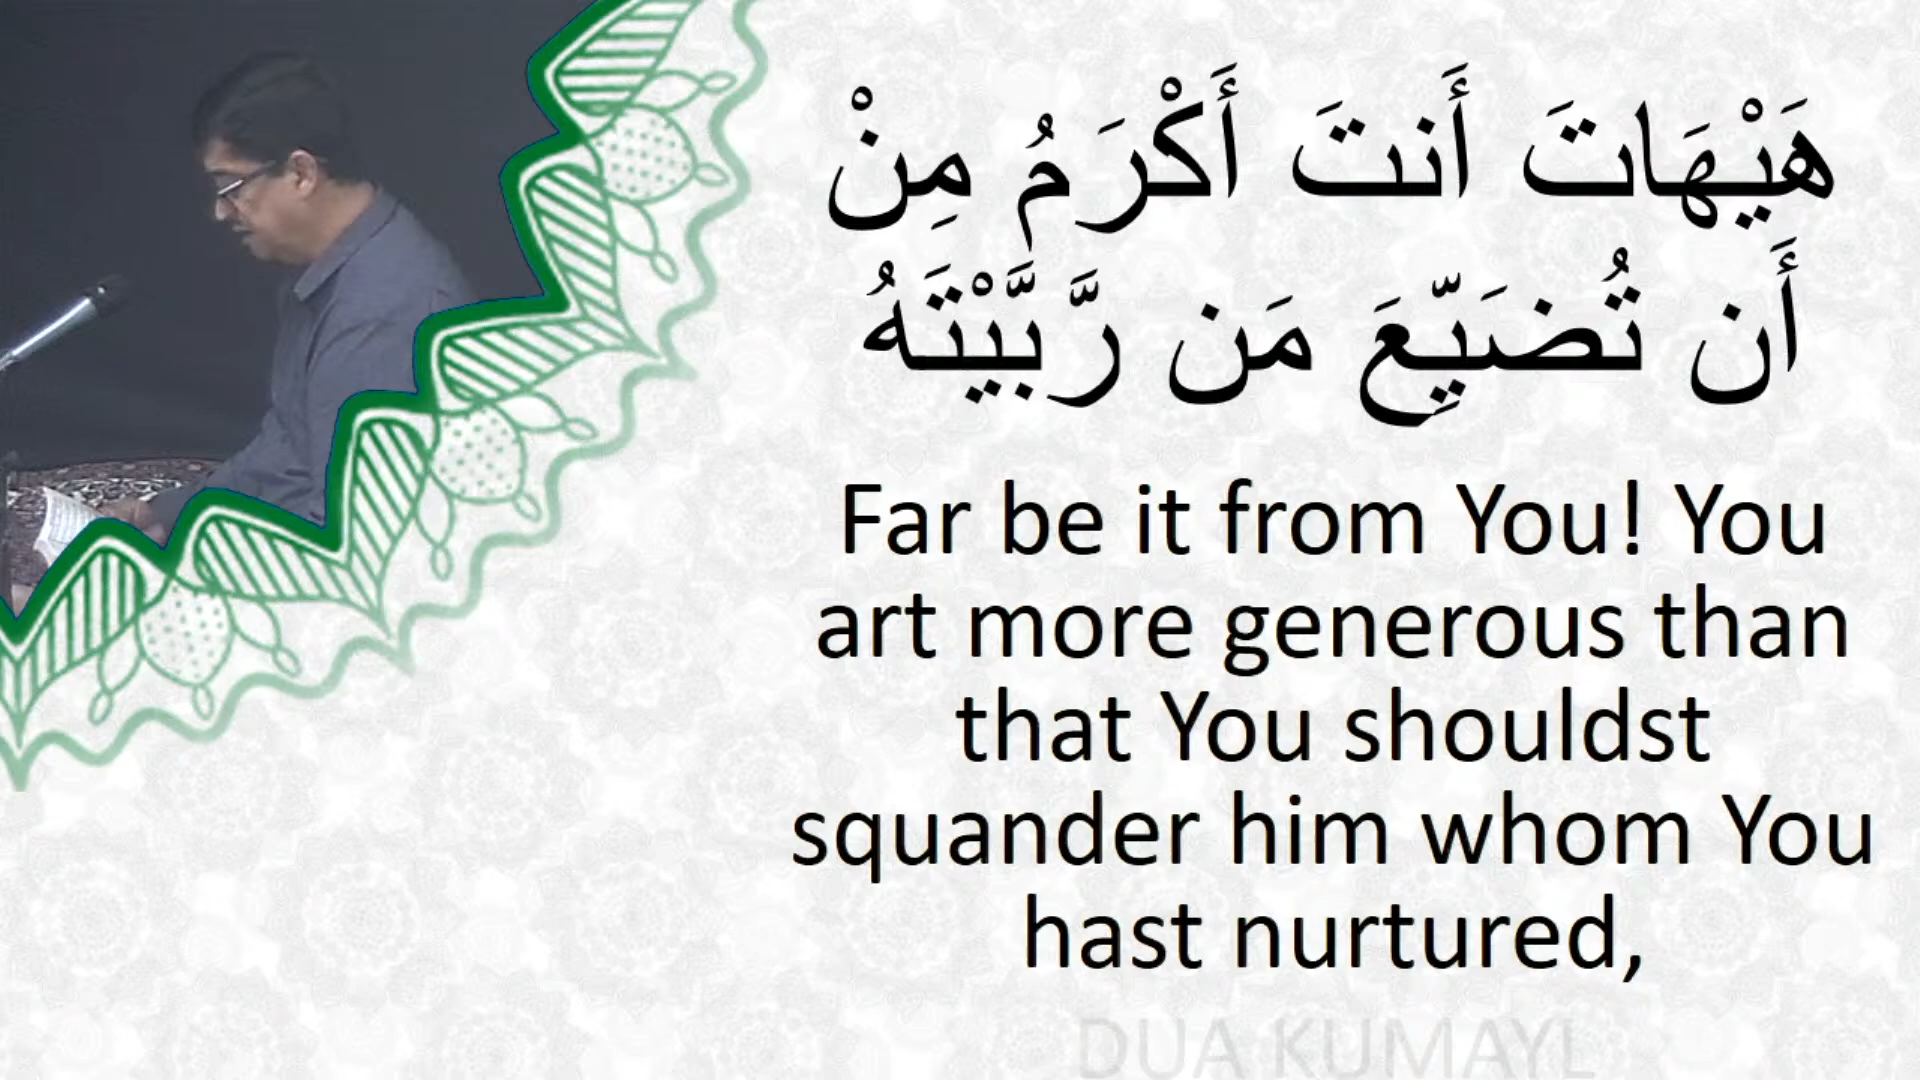 هَيْهَاتَ أَنتَ أَكْرَمُ مِنْ
أَن تُضَيِّعَ مَن رَّبَّيْتَهُ
Far be it from You! You
art more generous than
that You shouldst
squander him whom You
hast nurtured,
DUA KUMAYL